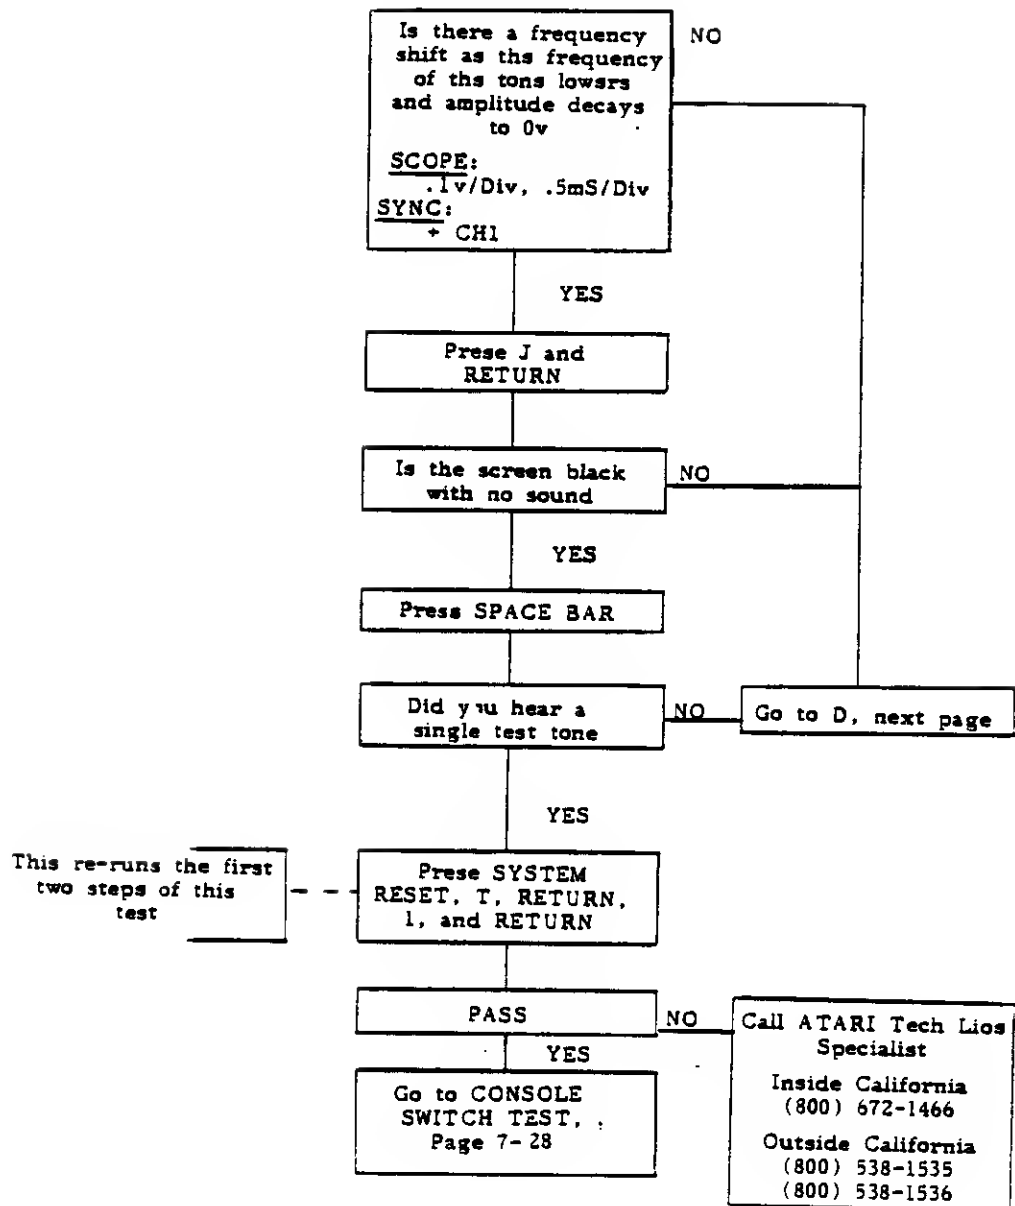 Is there a frequency
shift as ths frequency
of ths tons lowsrs
and amplitude decays
to 0v
SCOPE:
.1v/Div, .5mS/Div
SYNC:
+ CH1
NO
YES
Prese J and
RETURN
Is the screen black
with no sound
NO
YES
Press SPACE BAR
Did you hear a
single test tone
NO
Go to D, next page
YES
This re-runs the first
two steps of this
test
Prese SYSTEM
RESET, T, RETURN,
1, and RETURN
PASS
NO
YES
Call ATARI Tech Lios
Specialist
Inside California
(800) 672-1466
Outside California
(800) 538-1535
(800) 538-1536
Go to CONSOLE
SWITCH TEST,
Page 7-28